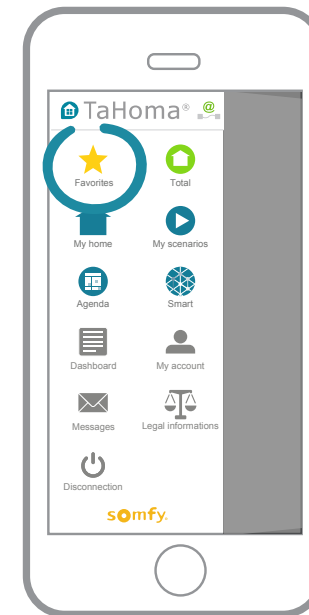 TaHoma® @
Favorites Total
My home My scenarios
Agenda Smart
Dashboard My account
Messages Legal informations
Disconnection
somfy.